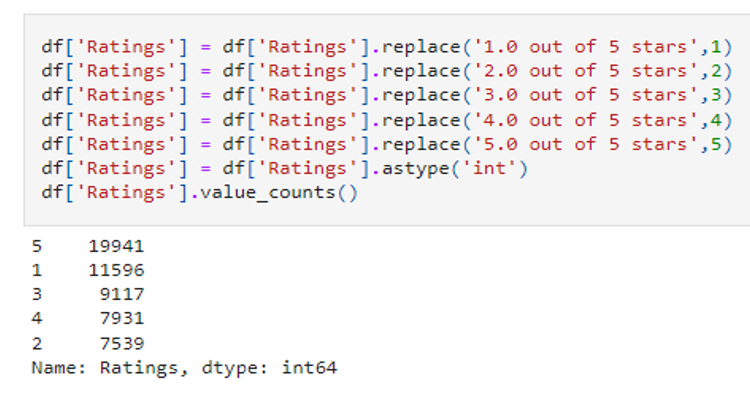 df['Ratings'] = df['Ratings'].replace('1.0 out of 5 stars',1)
df['Ratings'] = df['Ratings'].replace('2.0 out of 5 stars',2)
df['Ratings'] = df['Ratings'].replace('3.0 out of 5 stars',3)
df['Ratings'] = df['Ratings'].replace('4.0 out of 5 stars',4)
df['Ratings'] = df['Ratings'].replace('5.0 out of 5 stars',5)
df['Ratings'] = df['Ratings'].astype('int')
df['Ratings'].value_counts()
5    19941
1    11596
3     9117
4     7931
2     7539
Name: Ratings, dtype: int64